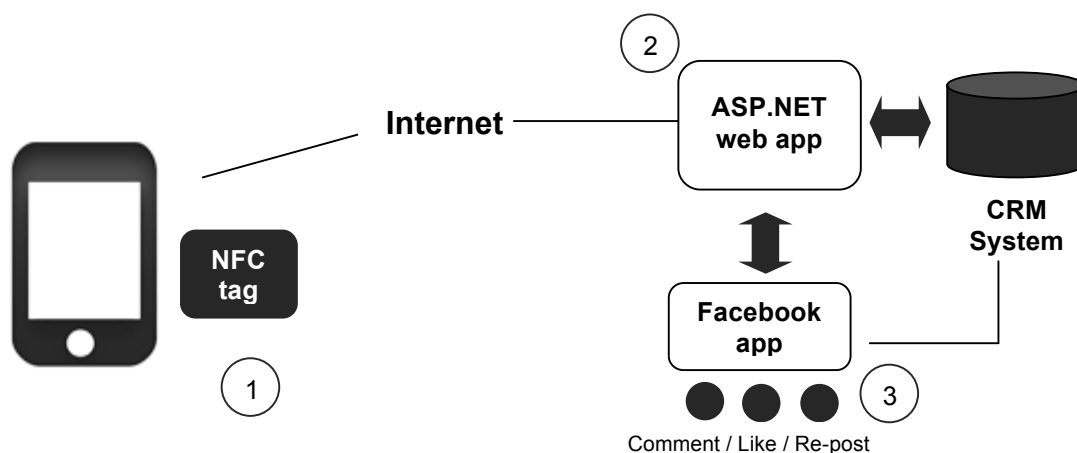 2
ASP.NET
web app
Internet
CRM
System
NFC
tag
Facebook
app
1
3
Comment / Like / Re-post